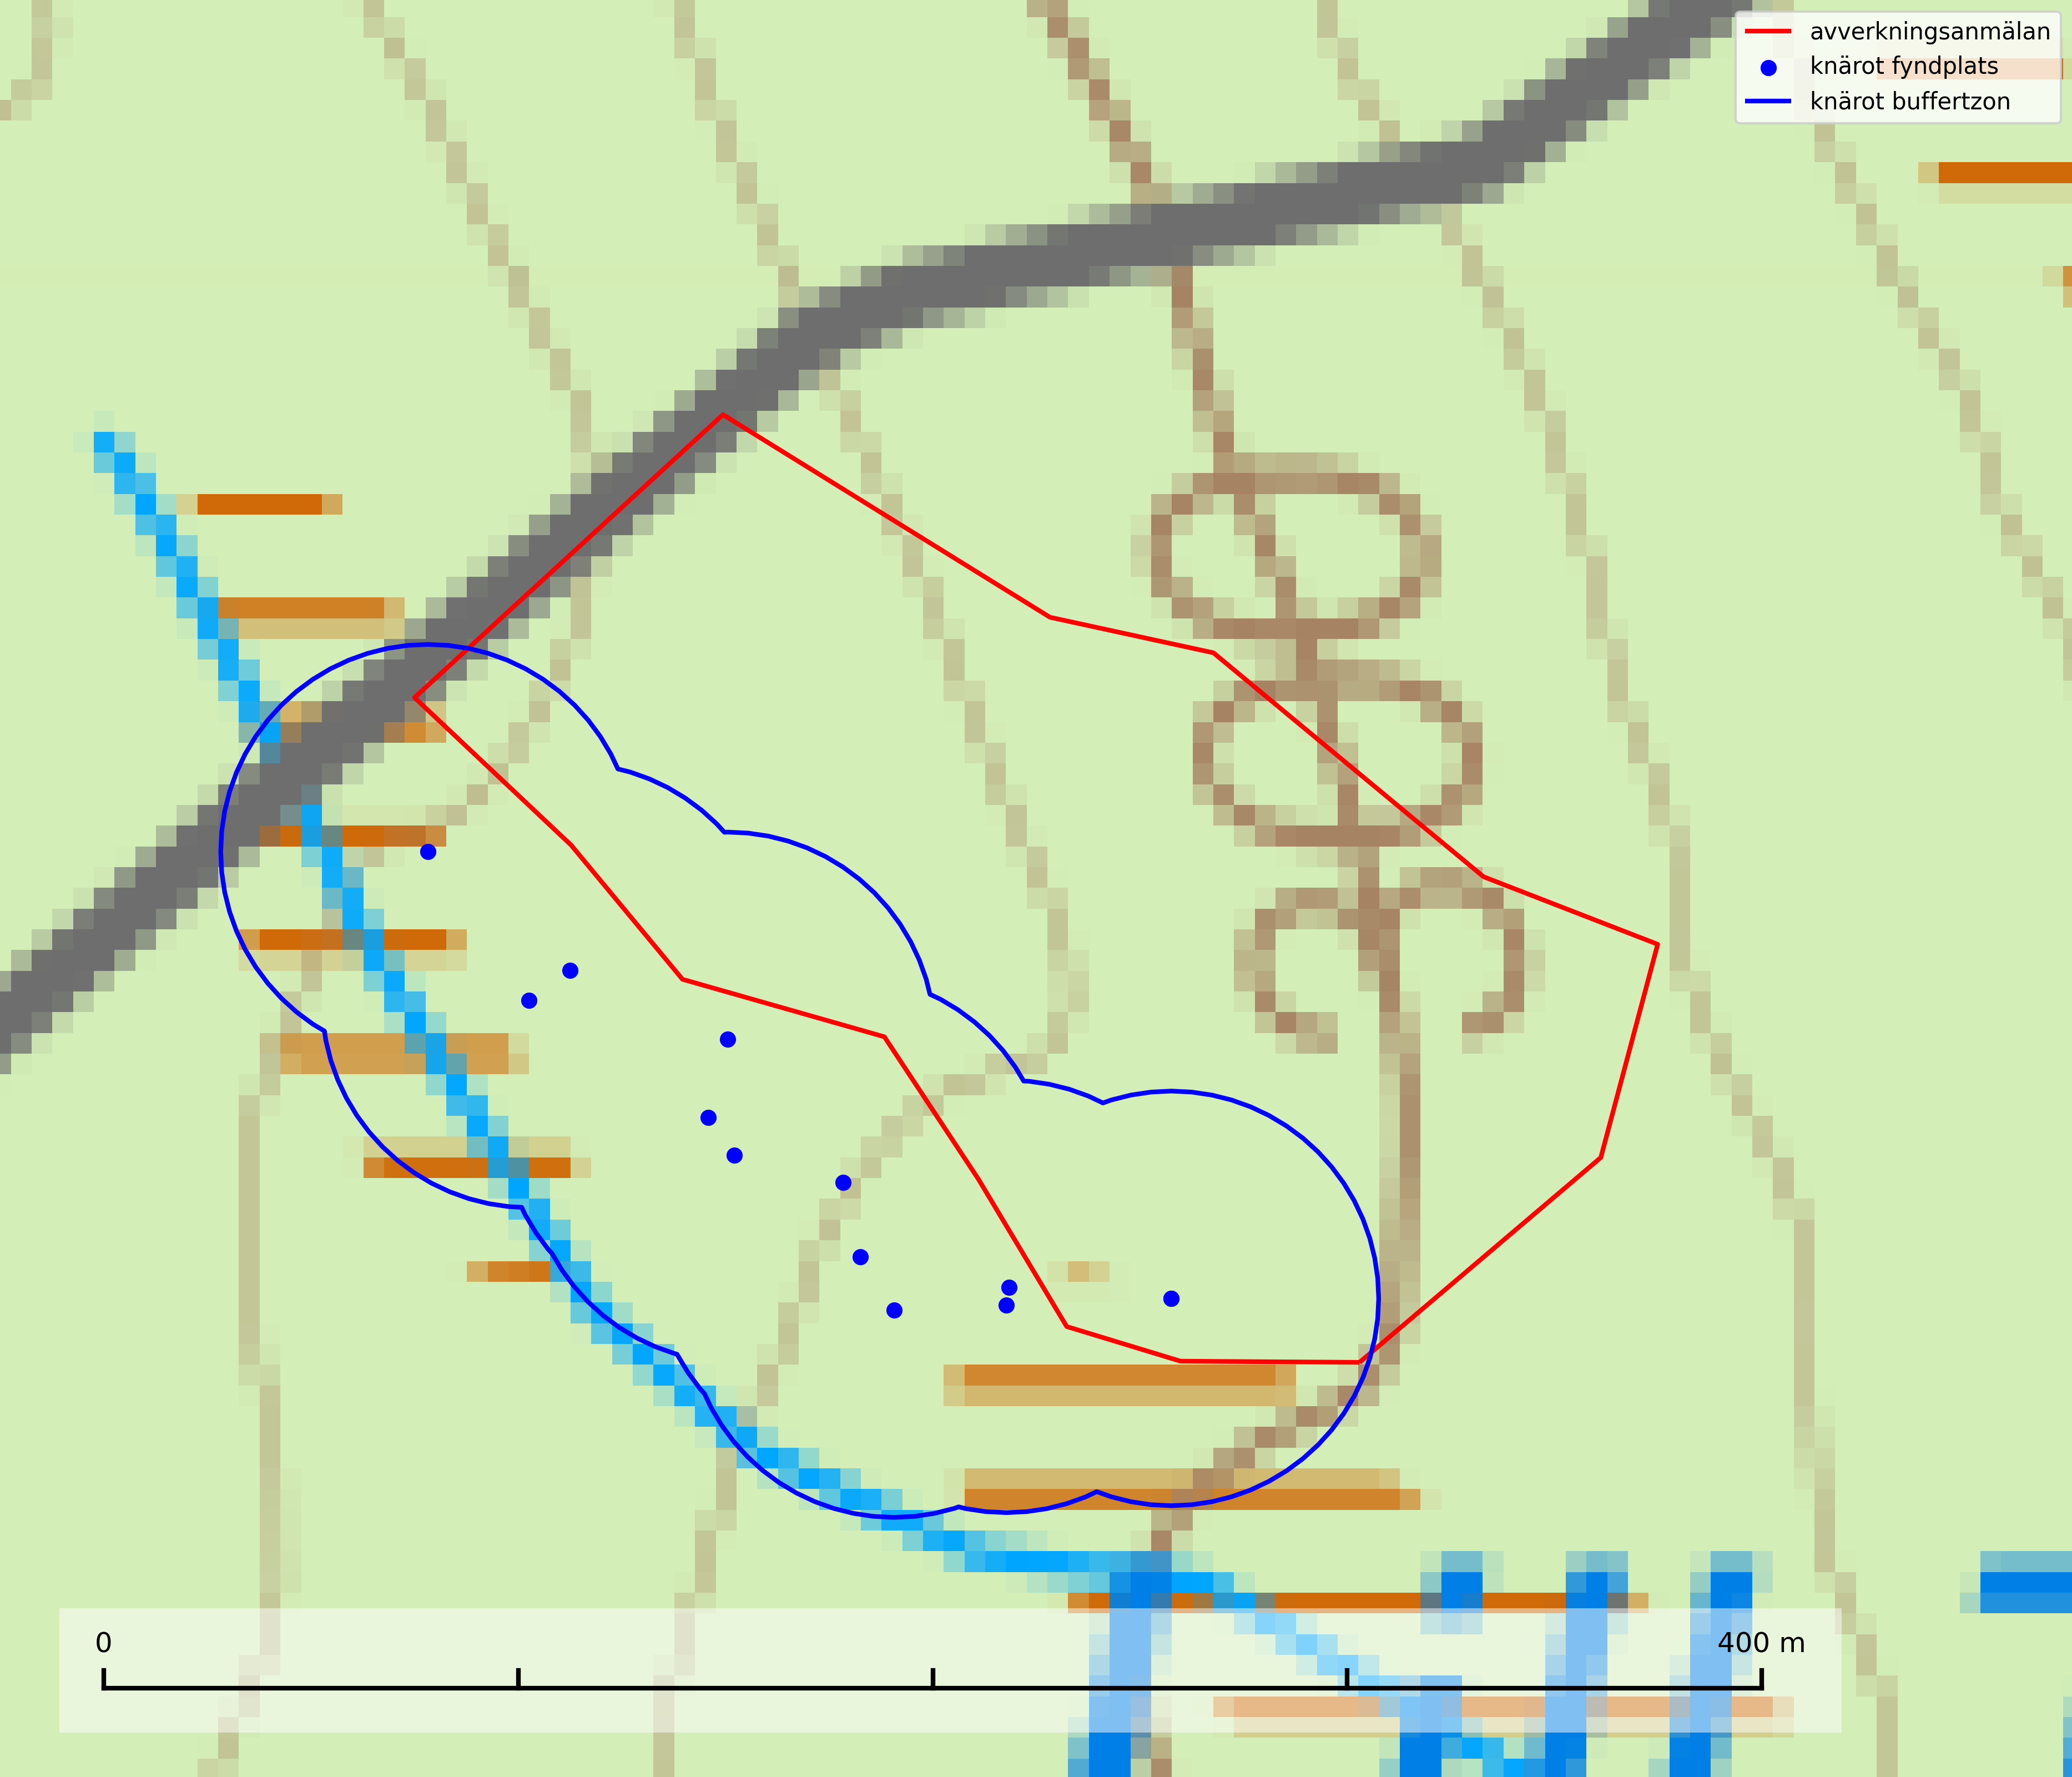 avverkningsanmälan
knärot fyndplats
knärot buffertzon
0
400 m